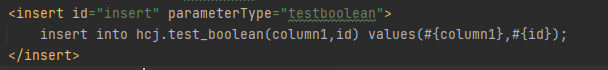 <insert id="insert" parameterType="testboolean">
insert into hcj.test_boolean(column1,id) values(#{column1},#{id});
</insert>